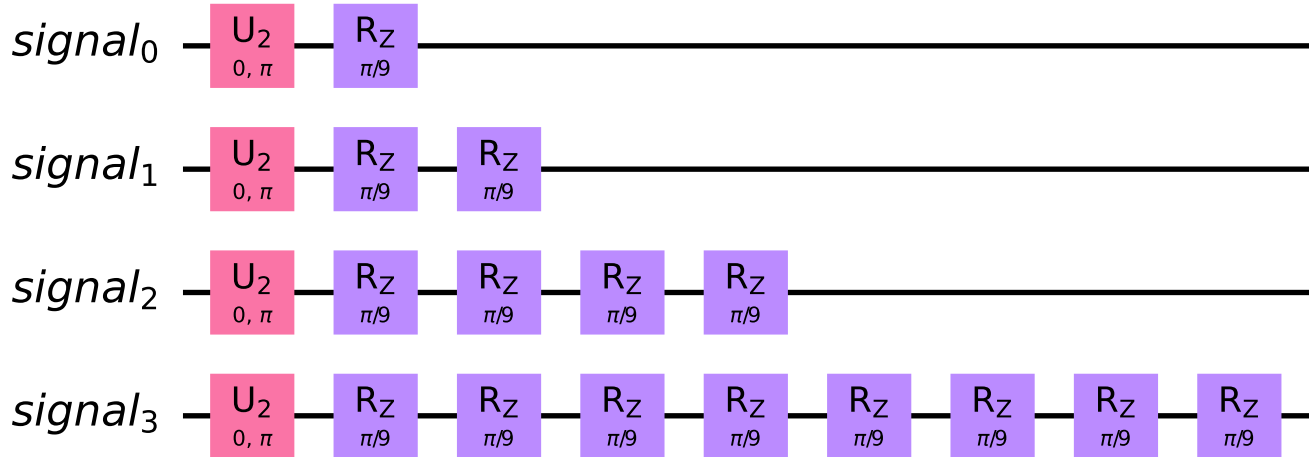 signal0 U2 RZ
0, π π/9
signal1 U2 RZ RZ
0, π π/9 π/9
signal2 U2 RZ RZ RZ RZ
0, π π/9 π/9 π/9 π/9
signal3 U2 RZ RZ RZ RZ RZ RZ RZ RZ
0, π π/9 π/9 π/9 π/9 π/9 π/9 π/9 π/9